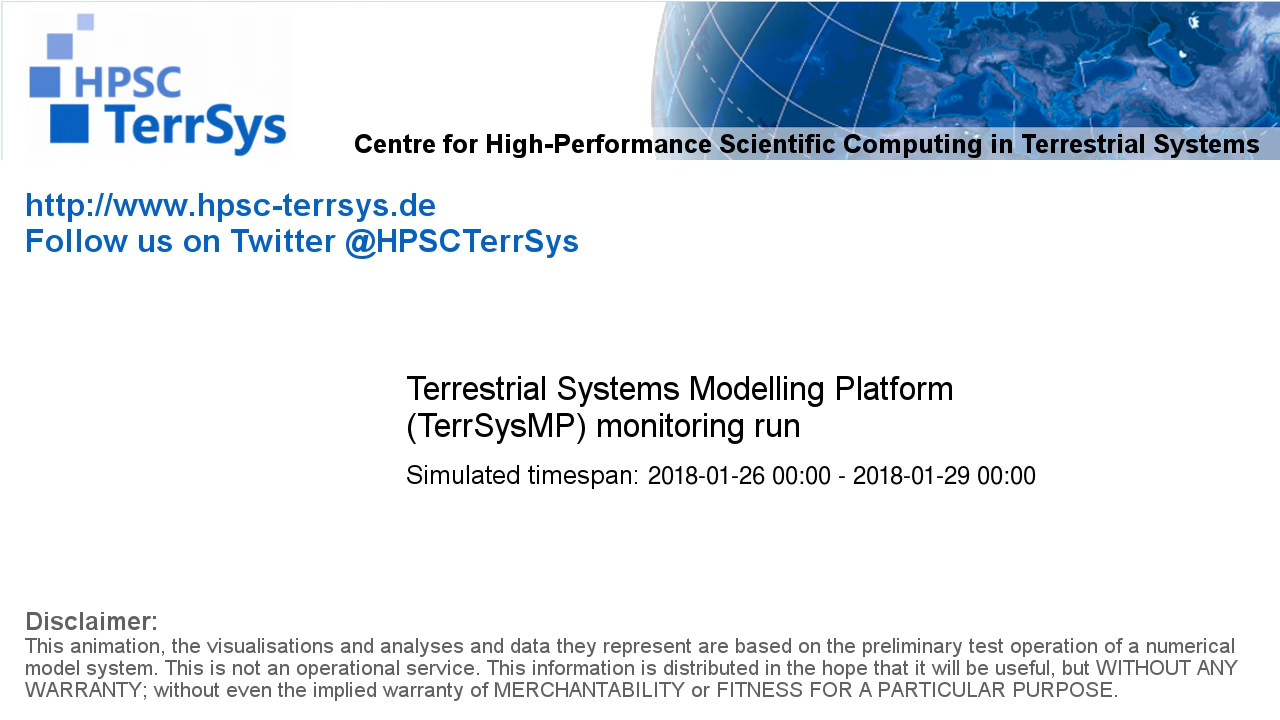 HPSC
TerrSys
Centre for High-Performance Scientific Computing in Terrestrial Systems
http://www.hpsc-terrsys.de
Follow us on Twitter @HPSCTerrSys
Terrestrial Systems Modelling Platform
(TerrSysMP) monitoring run
Simulated timespan: 2018-01-26 00:00 - 2018-01-29 00:00
Disclaimer:
This animation, the visualisations and analyses and data they represent are based on the preliminary test operation of a numerical
model system. This is not an operational service. This information is distributed in the hope that it will be useful, but WITHOUT ANY
WARRANTY; without even the implied warranty of MERCHANTABILITY or FITNESS FOR A PARTICULAR PURPOSE.